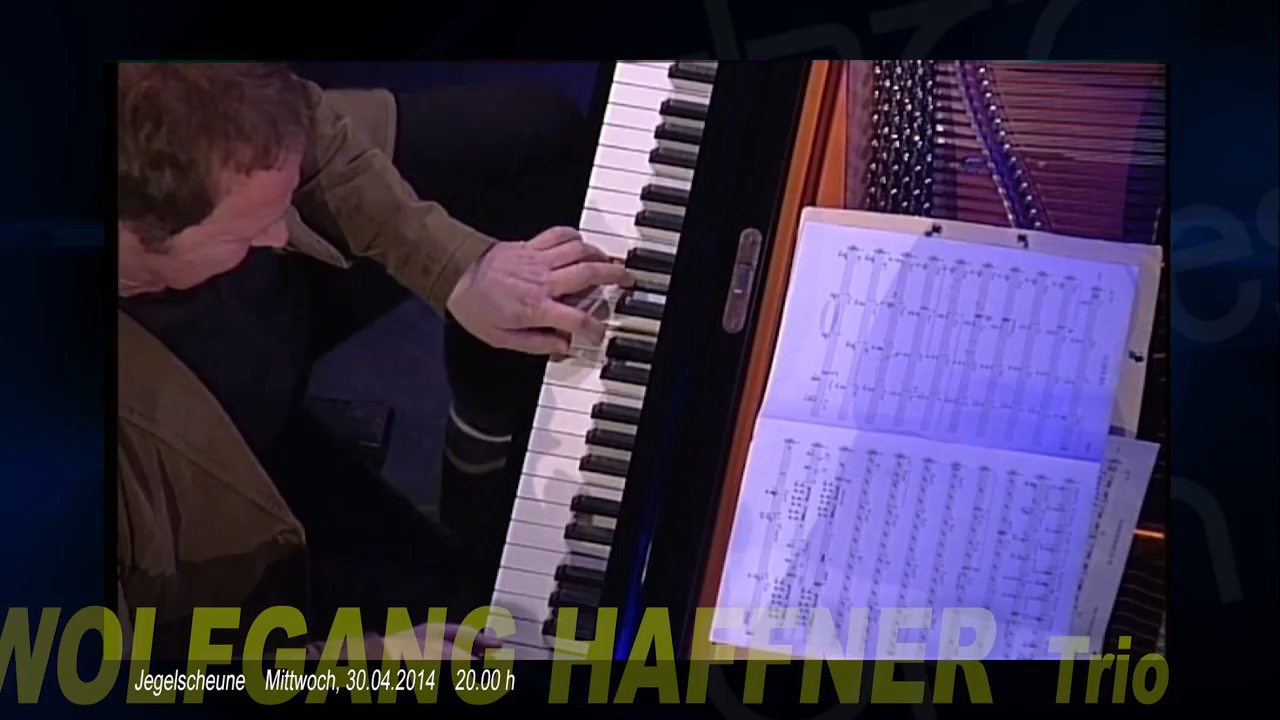 WOLFGANG HAFFNER Trio
Jegelscheune Mittwoch, 30.04.2014 20.00 h